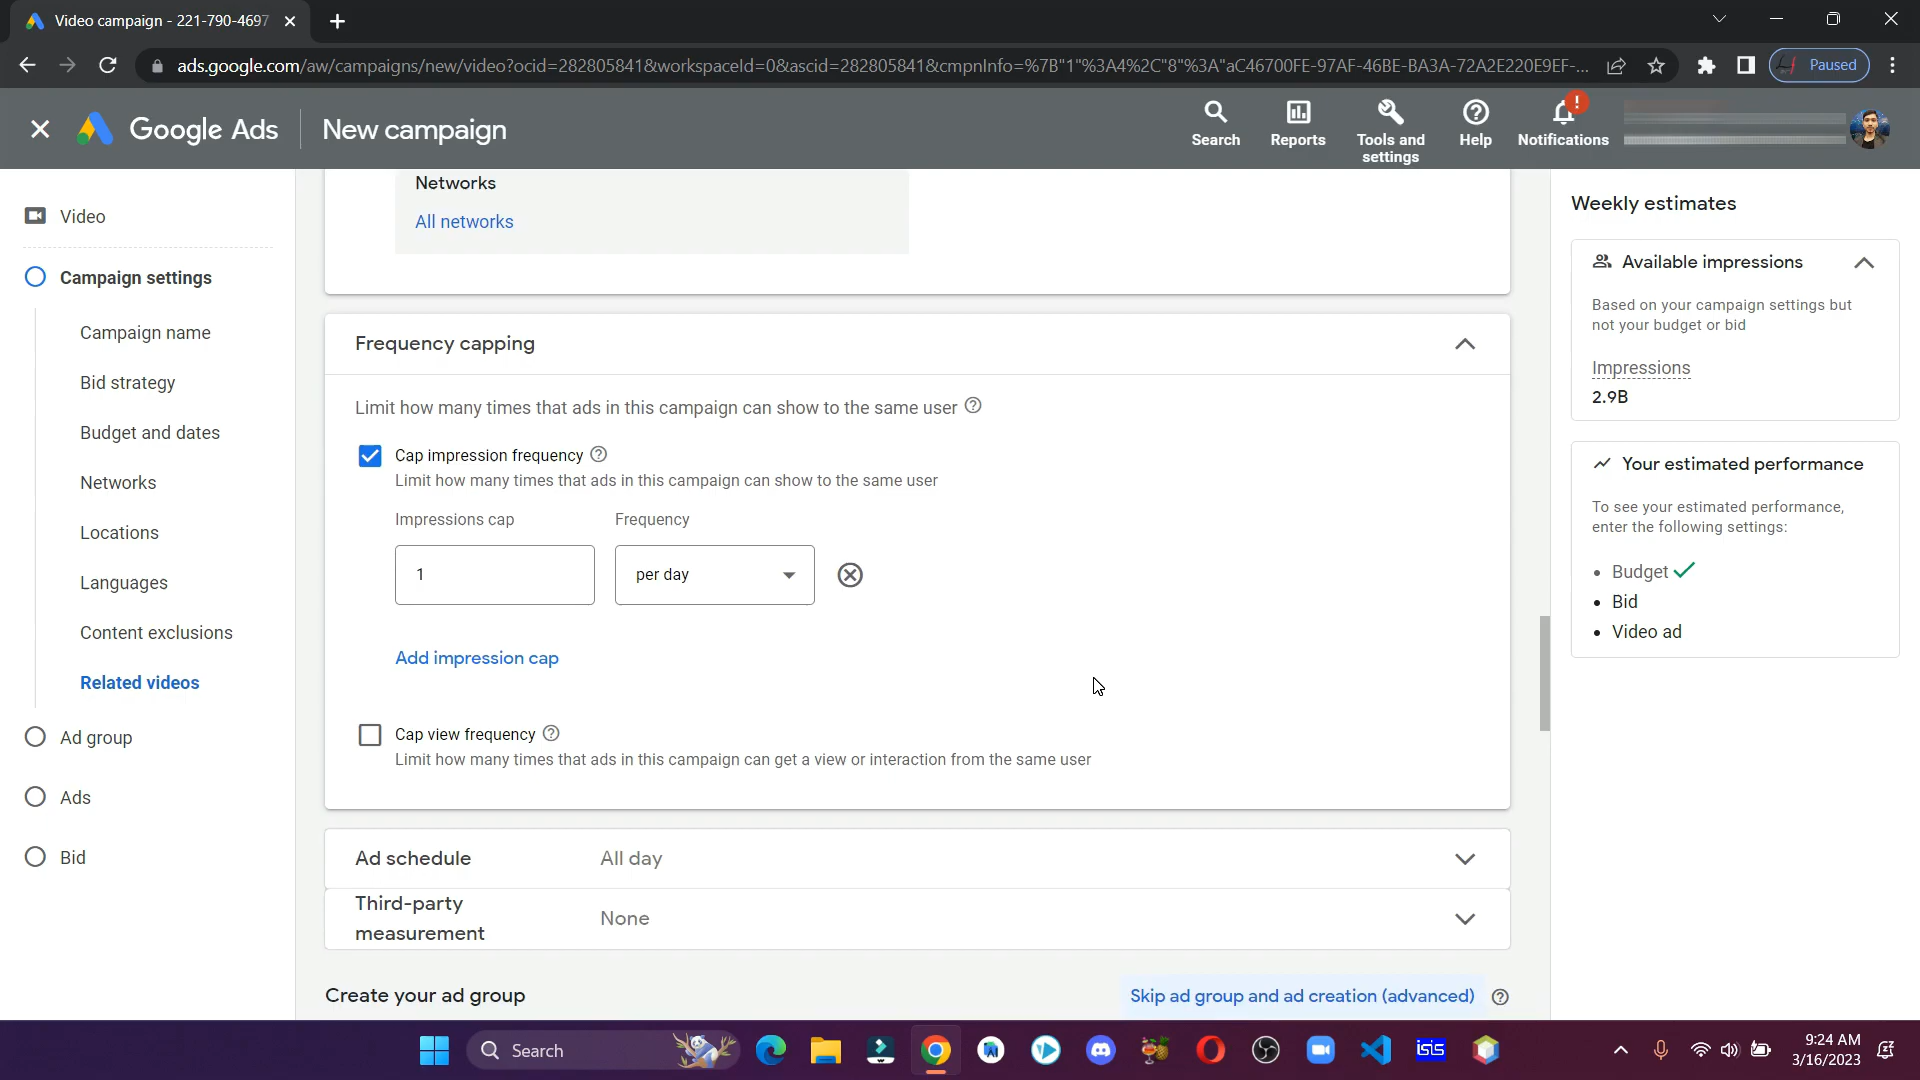 Video campaign - 221-790-4697
ads.google.com/aw/campaigns/new/video?ocid=282805841&workspaceId=0&ascid=282805841&cmpnInfo=%7B"1"%3A4%2C"8"%3A"aC46700FE-97AF-46BE-BA3A-72A2E220E9EF-...
Paused
Google Ads
New campaign
Search
Reports
Tools and
settings
Help
Notifications
Video
Campaign settings
Campaign name
Bid strategy
Budget and dates
Networks
Locations
Languages
Content exclusions
Related videos
Ad group
Ads
Bid
Networks
All networks
Frequency capping
Limit how many times that ads in this campaign can show to the same user
Cap impression frequency
Limit how many times that ads in this campaign can show to the same user
Impressions cap
Frequency
1
per day
Add impression cap
Cap view frequency
Limit how many times that ads in this campaign can get a view or interaction from the same user
Ad schedule
All day
Third-party
measurement
None
Create your ad group
Skip ad group and ad creation (advanced)
Weekly estimates
Available impressions
Based on your campaign settings but
not your budget or bid
Impressions
2.9B
Your estimated performance
To see your estimated performance,
enter the following settings:
• Budget
• Bid
• Video ad
Search
isis
9:24 AM
3/16/2023